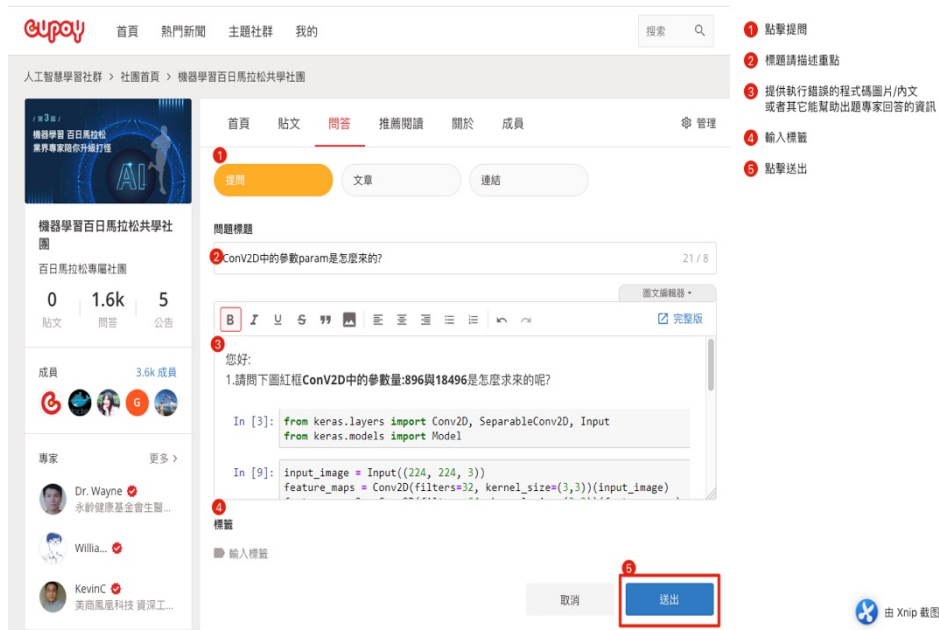 cupoy 首頁 熱門新聞 主題社群 我的 搜索
人工智慧學習社群 > 社團首頁 > 機器學習百日馬拉松共學社團
/ 第3屆 /
機器學習 百日馬拉松
業界專家陪你升級打怪
AI
機器學習百日馬拉松共學社
團
百日馬拉松專屬社團
0 1.6k 5
貼文 問答 公告
成員 3.6k 成員
G
專家 更多 >
Dr. Wayne
永齡健康基金會生醫...
Willia...
KevinC
美商鳳凰科技 資深工...
首頁 貼文 問答 推薦閱讀 關於 成員 管理
1
提問 文章 連結
問題標題
2 ConV2D中的參數param是怎麼來的? 21 / 8
圖文編輯器
B I U S 完整版
3
您好:
1.請問下圖紅框ConV2D中的參數量:896與18496是怎麼求來的呢?
In [3]: from keras.layers import Conv2D, SeparableConv2D, Input
from keras.models import Model
In [9]: input_image = Input((224, 224, 3))
feature_maps = Conv2D(filters=32, kernel_size=(3,3))(input_image)
4
標籤
輸入標籤
5
取消 送出
1 點擊提問
2 標題請描述重點
3 提供執行錯誤的程式碼圖片/內文
或者其它能幫助出題專家回答的資訊
4 輸入標籤
5 點擊送出
由 Xnip 截圖